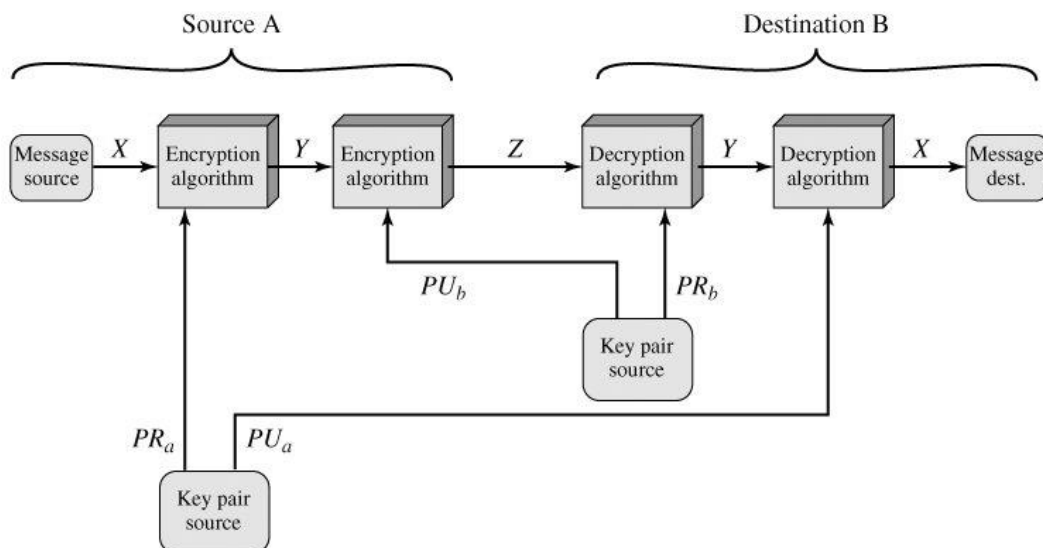 Source A
Destination B
Message
source
X
Encryption
algorithm
Y
Encryption
algorithm
Z
Decryption
algorithm
Y
Decryption
algorithm
X
Message
dest.
PU_b
PR_b
Key pair
source
PR_a
PU_a
Key pair
source